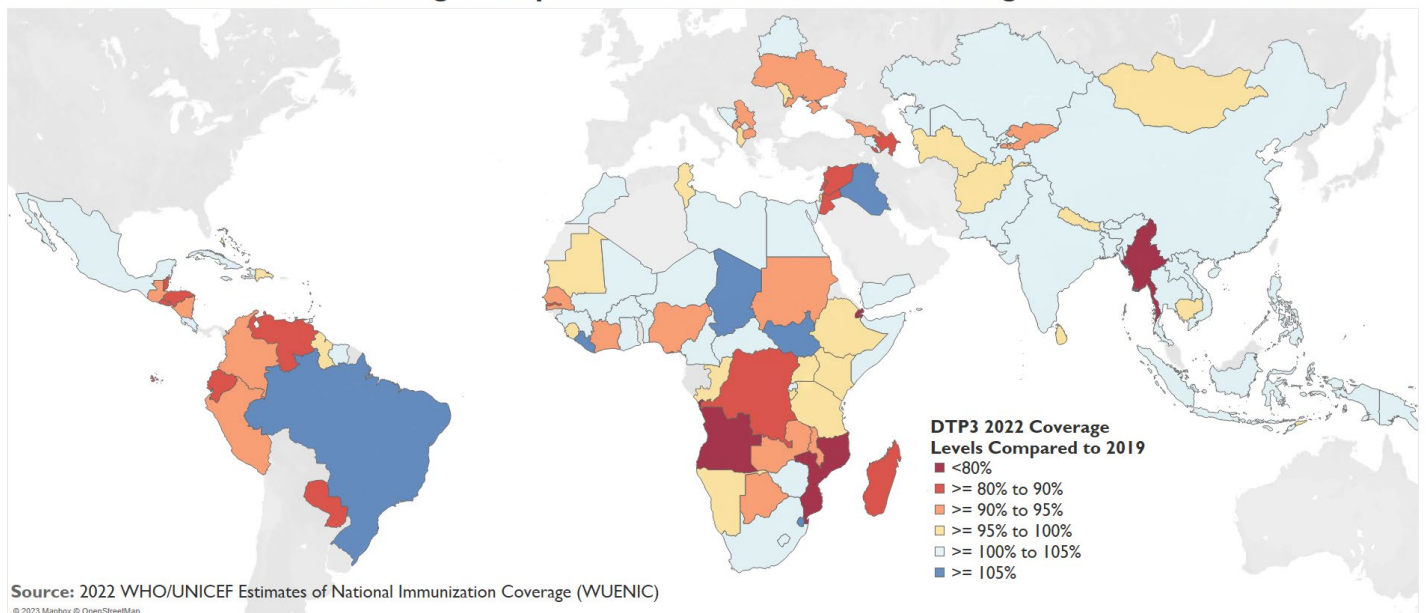 DTP3 2022 Coverage
Levels Compared to 2019
<80%
>= 80% to 90%
>= 90% to 95%
>= 95% to 100%
>= 100% to 105%
>= 105%
Source: 2022 WHO/UNICEF Estimates of National Immunization Coverage (WUENIC)
© 2023 Mapbox © OpenStreetMap